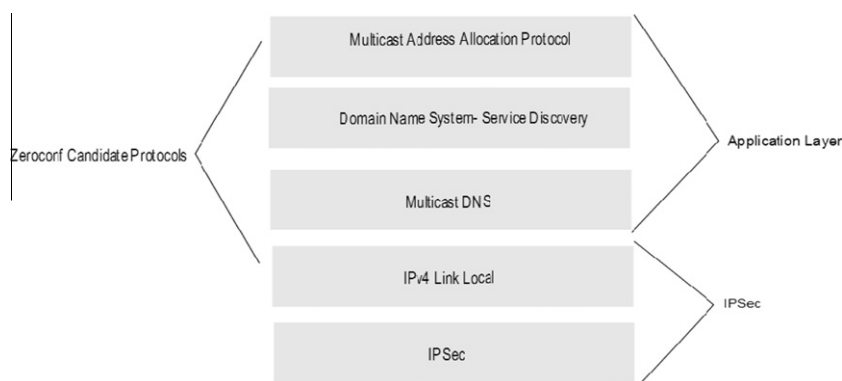 Multicast Address Allocation Protocol
Domain Name System- Service Discovery
Zeroconf Candidate Protocols
Application Layer
Multicast DNS
IPv4 Link Local
IPSec
IPSec